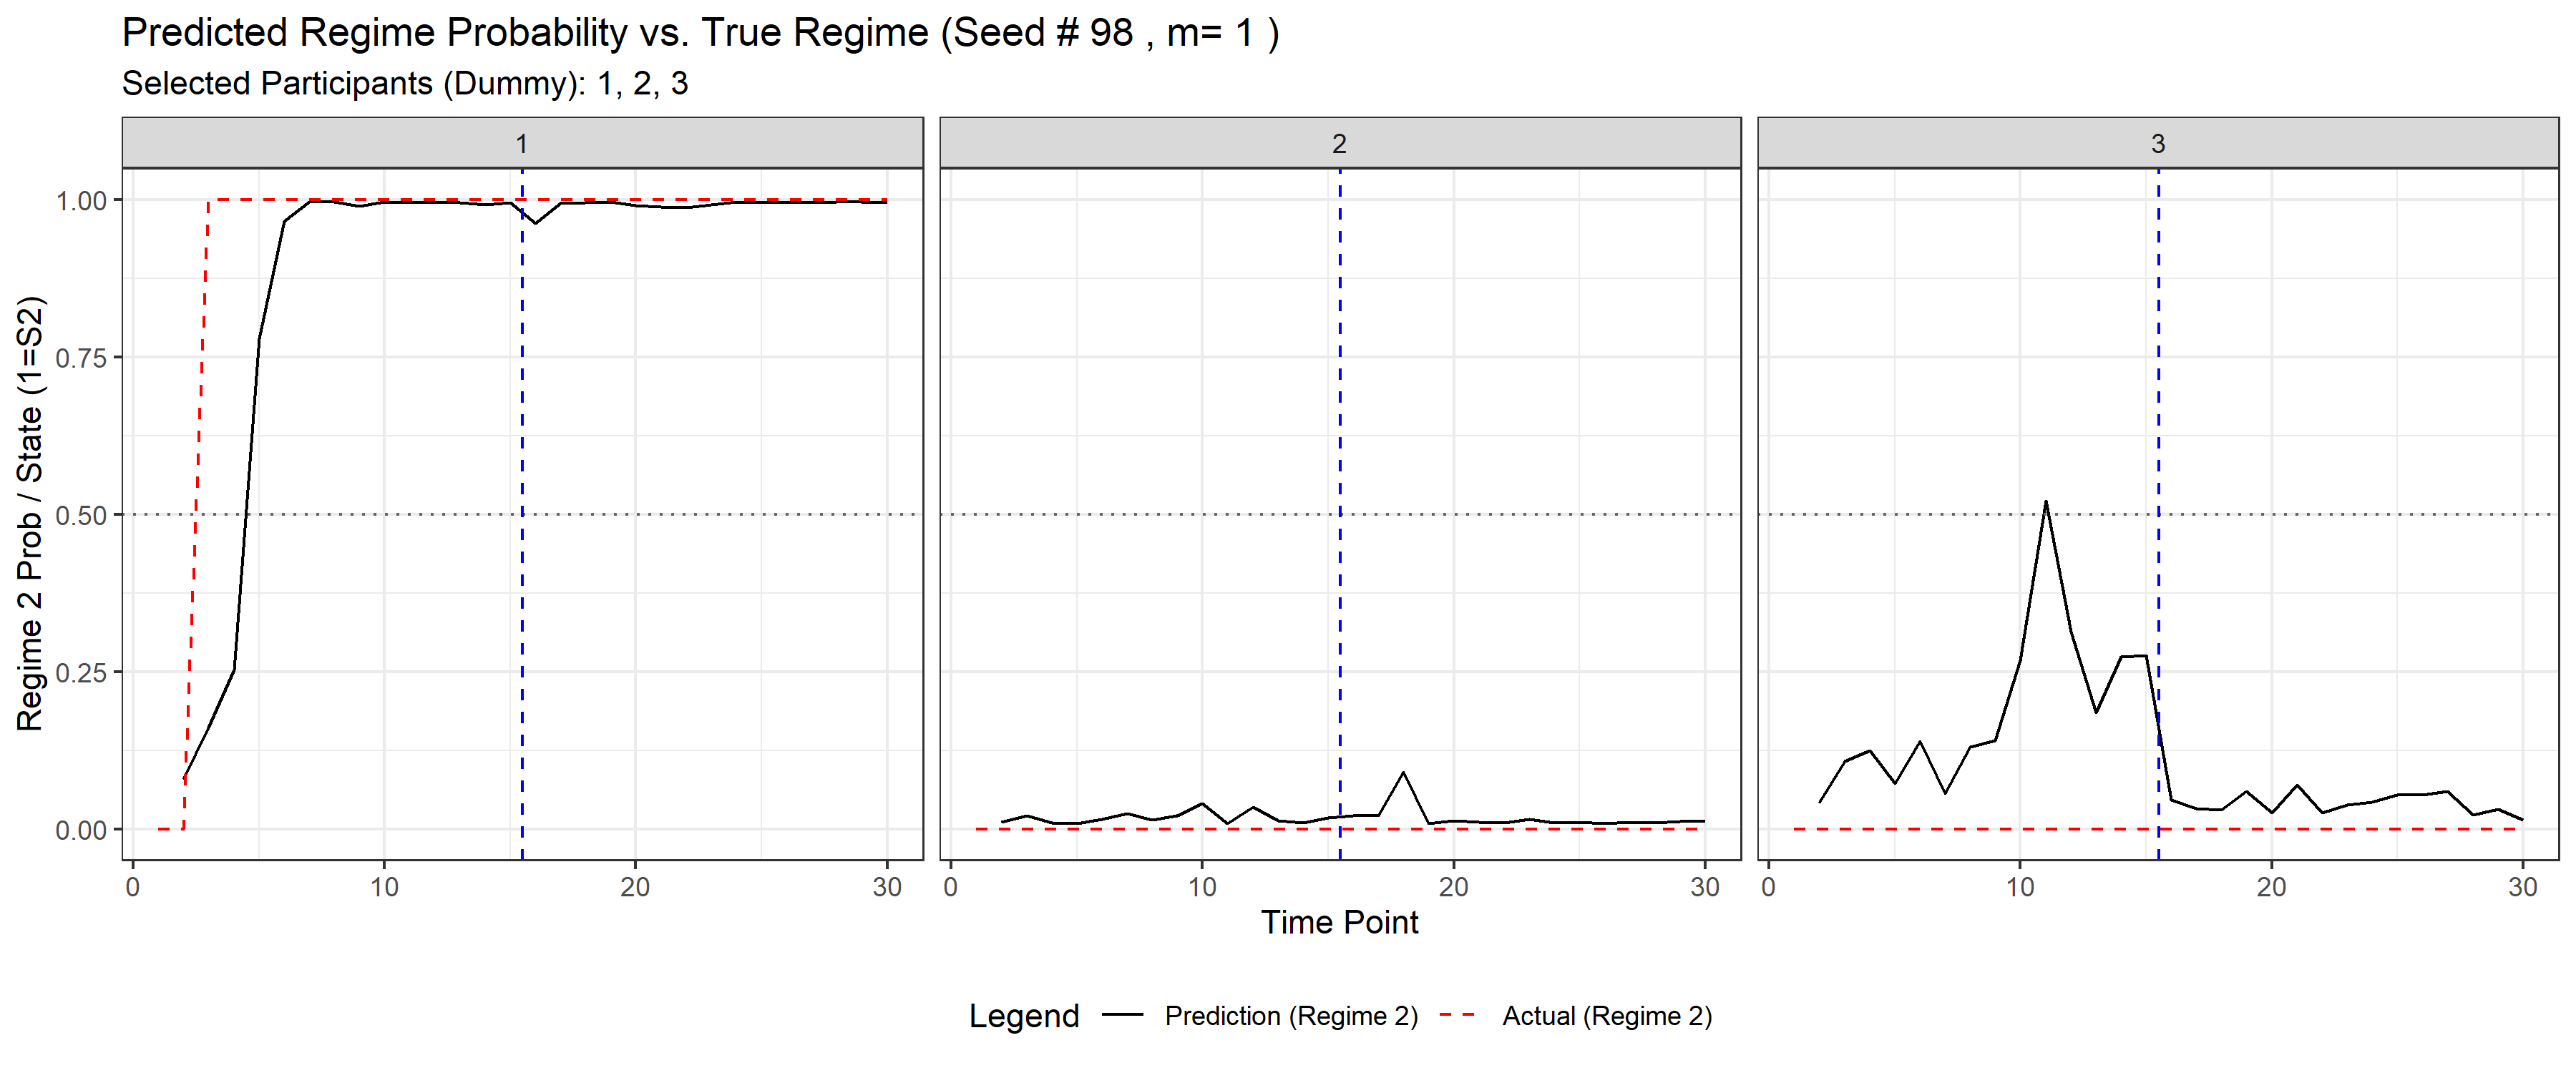 Predicted Regime Probability vs. True Regime (Seed # 98 , m= 1 )
Selected Participants (Dummy): 1, 2, 3
1 2 3
Regime 2 Prob / State (1=S2)
1.00
0.75
0.50
0.25
0.00
0 10 20 30 0 10 20 30 0 10 20 30
Time Point
Legend Prediction (Regime 2) Actual (Regime 2)